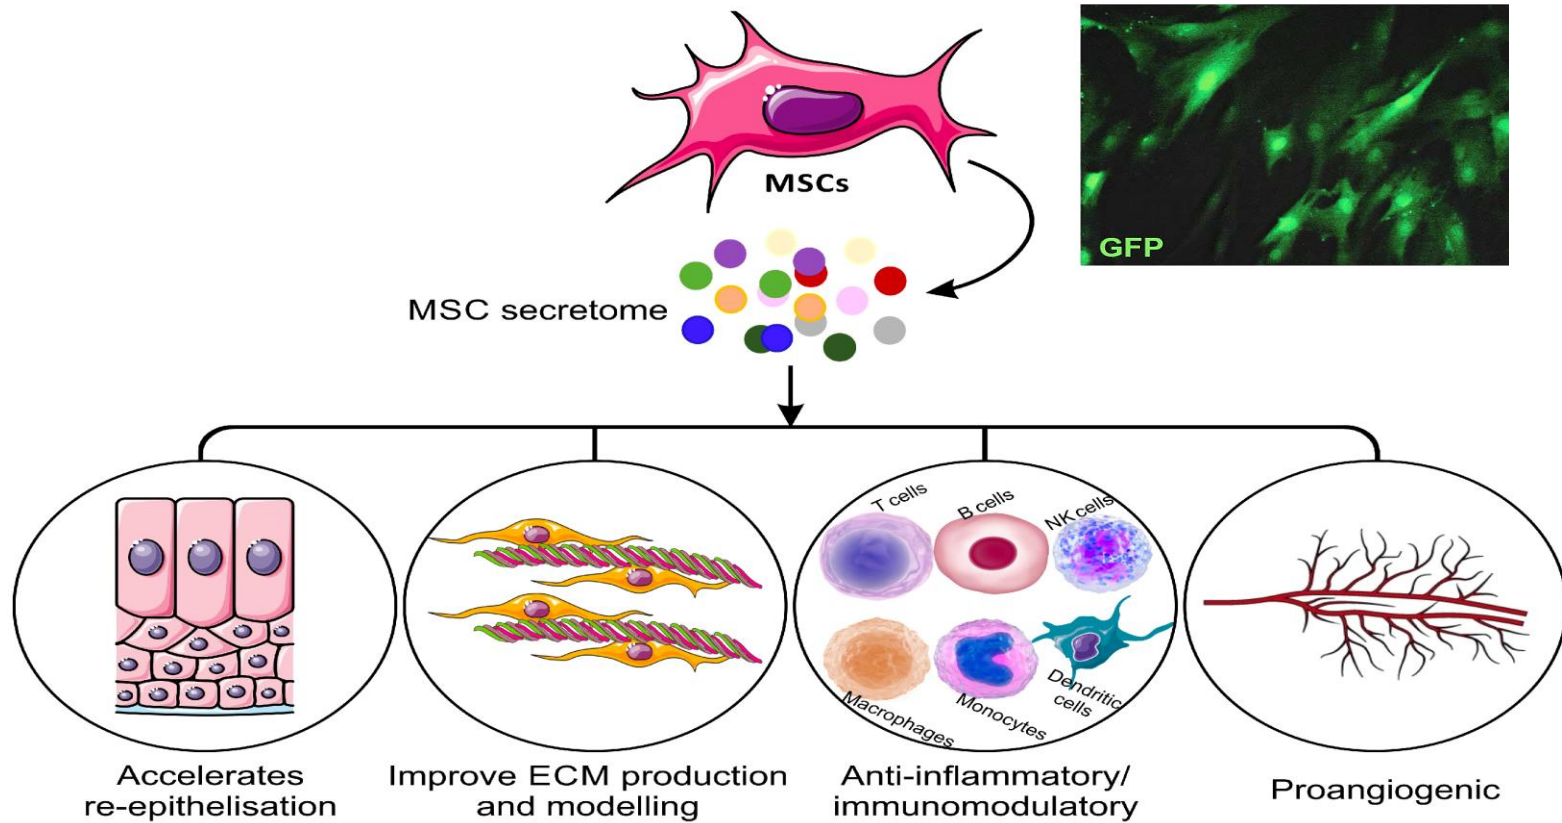 MSCs
GFP
MSC secretome
T cells
B cells
NK cells
Macrophages
Monocytes
Dendritic
cells
Accelerates
re-epithelisation
Improve ECM production
and modelling
Anti-inflammatory/
immunomodulatory
Proangiogenic